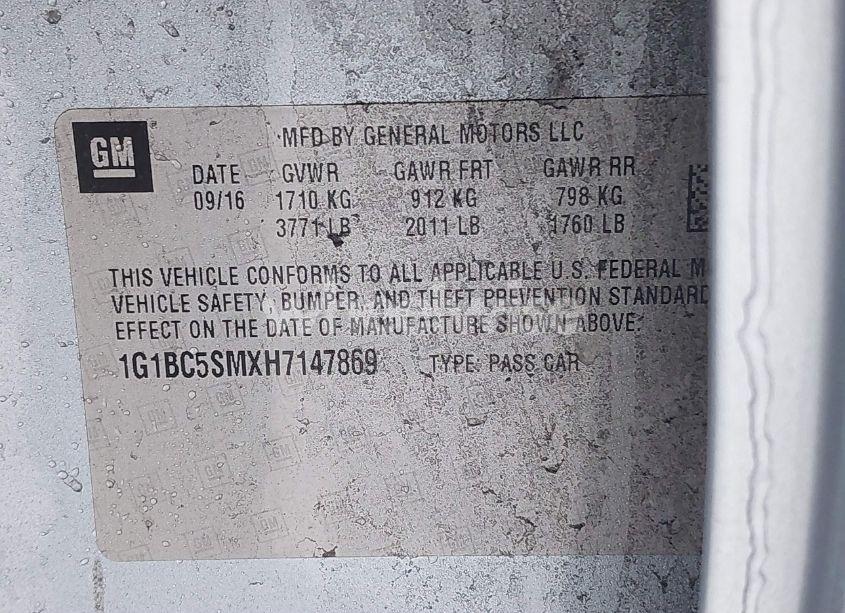 GM
MFD BY GENERAL MOTORS LLC
DATE GVWR GAWR FRT GAWR RR
09/16 1710 KG 912 KG 798 KG
3771 LB 2011 LB 1760 LB
THIS VEHICLE CONFORMS TO ALL APPLICABLE U.S. FEDERAL M
VEHICLE SAFETY, BUMPER, AND THEFT PREVENTION STANDARD
EFFECT ON THE DATE OF MANUFACTURE SHOWN ABOVE.
1G1BC5SMXH7147869 TYPE: PASS CAR